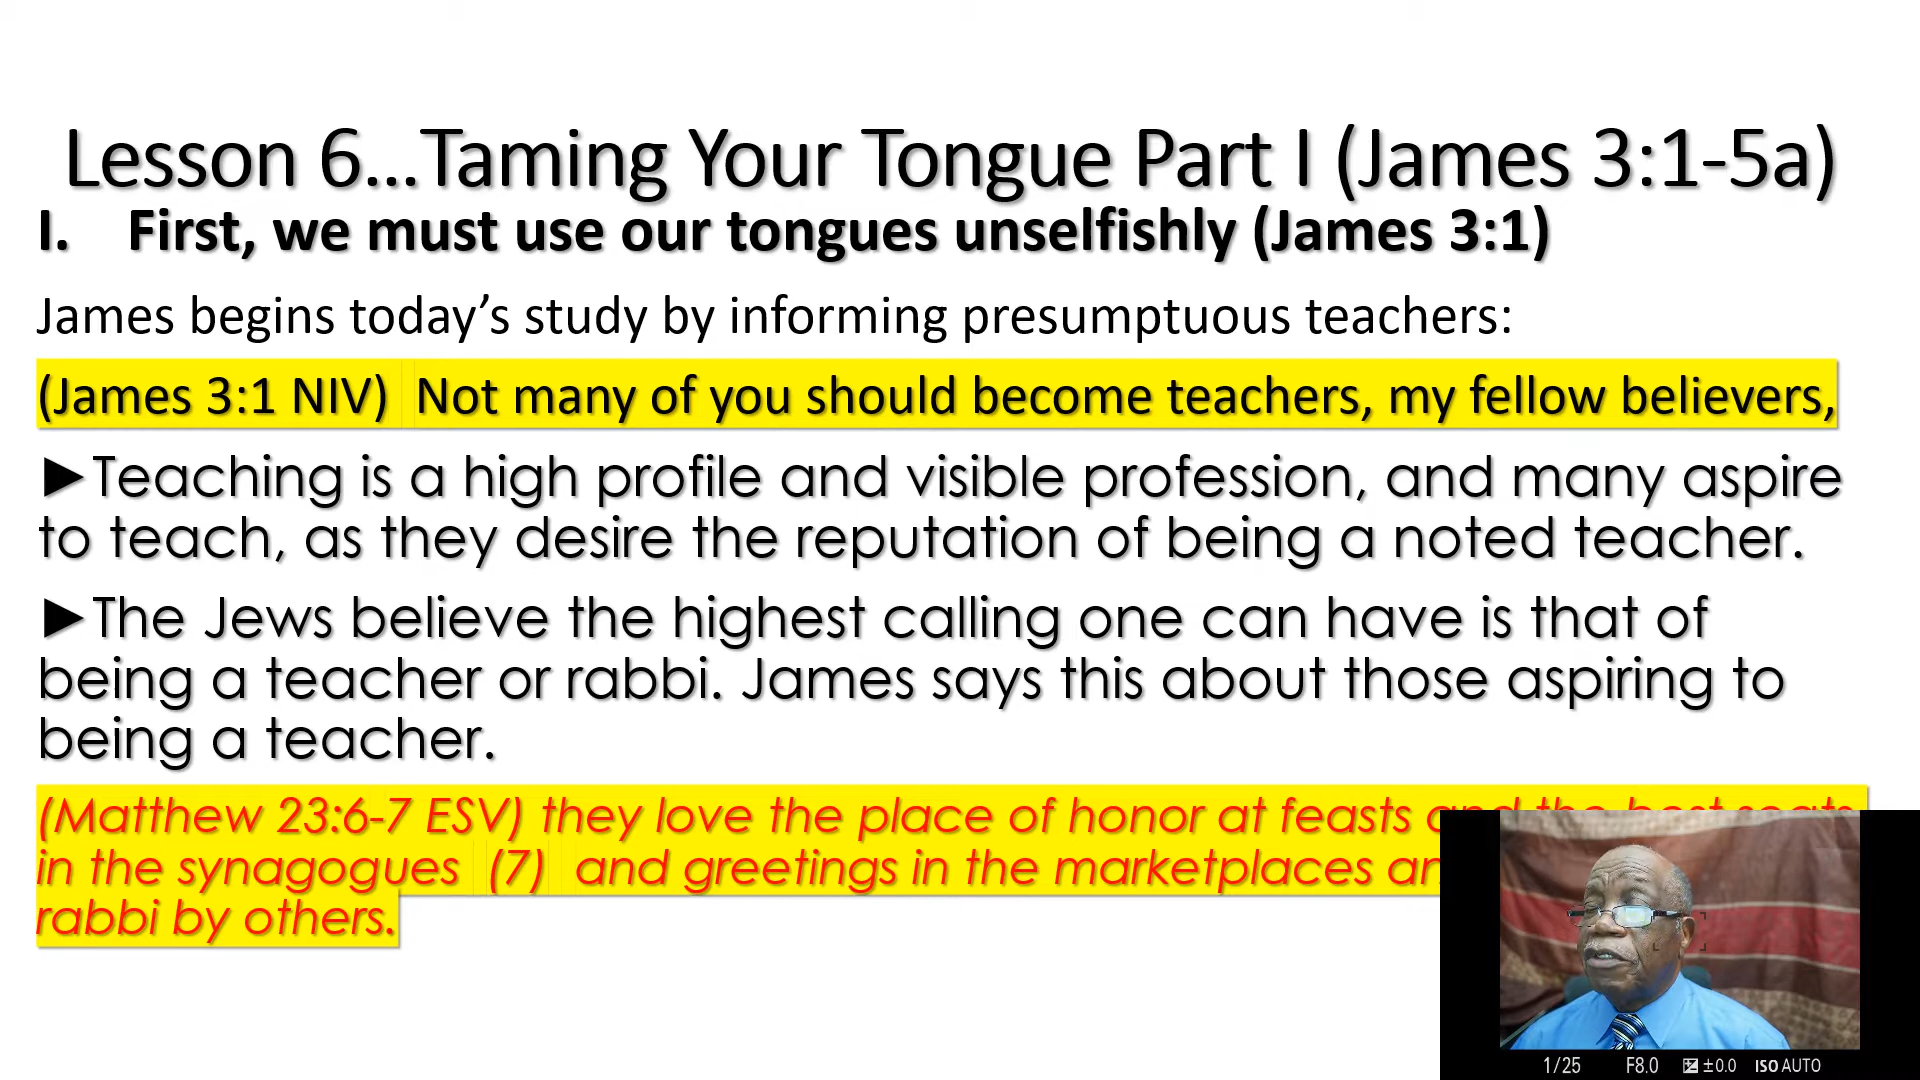 Lesson 6...Taming Your Tongue Part I (James 3:1-5a)
I. First, we must use our tongues unselfishly (James 3:1)
James begins today’s study by informing presumptuous teachers:
(James 3:1 NIV) Not many of you should become teachers, my fellow believers,
►Teaching is a high profile and visible profession, and many aspire
to teach, as they desire the reputation of being a noted teacher.
►The Jews believe the highest calling one can have is that of
being a teacher or rabbi. James says this about those aspiring to
being a teacher.
(Matthew 23:6-7 ESV) they love the place of honor at feasts and the best seats
in the synagogues (7) and greetings in the marketplaces
rabbi by others.
1/25 F8.0 ±0.0 ISO AUTO